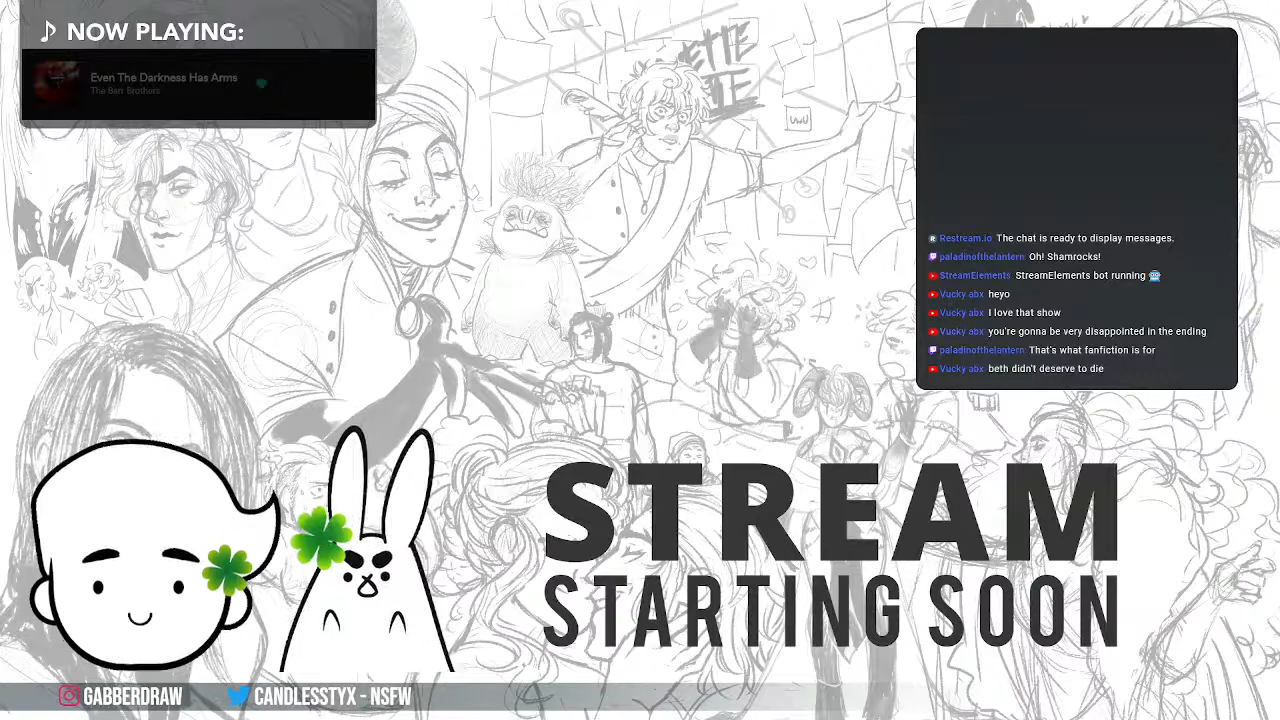 NOW PLAYING:
Even The Darkness Has Arms
The Barr Brothers
Restream.io The chat is ready to display messages.
paladinofthelantern Oh! Shamrocks!
StreamElements StreamElements bot running
Vucky abx heyo
Vucky abx I love that show
Vucky abx you're gonna be very disappointed in the ending
paladinofthelantern That's what fanfiction is for
Vucky abx beth didn't deserve to die
UWU
STREAM
STARTING SOON
GABBERDRAW
CANDLESSTYX - NSFW